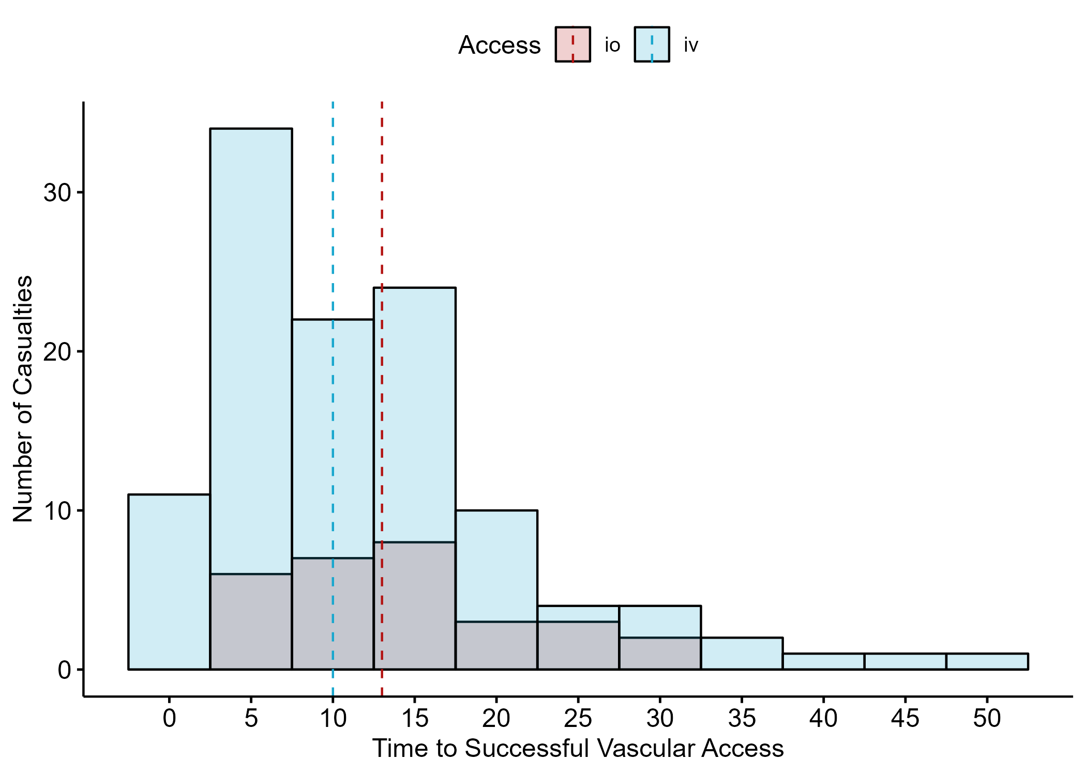 Access io iv
Number of Casualties
30
20
10
0
0 5 10 15 20 25 30 35 40 45 50
Time to Successful Vascular Access